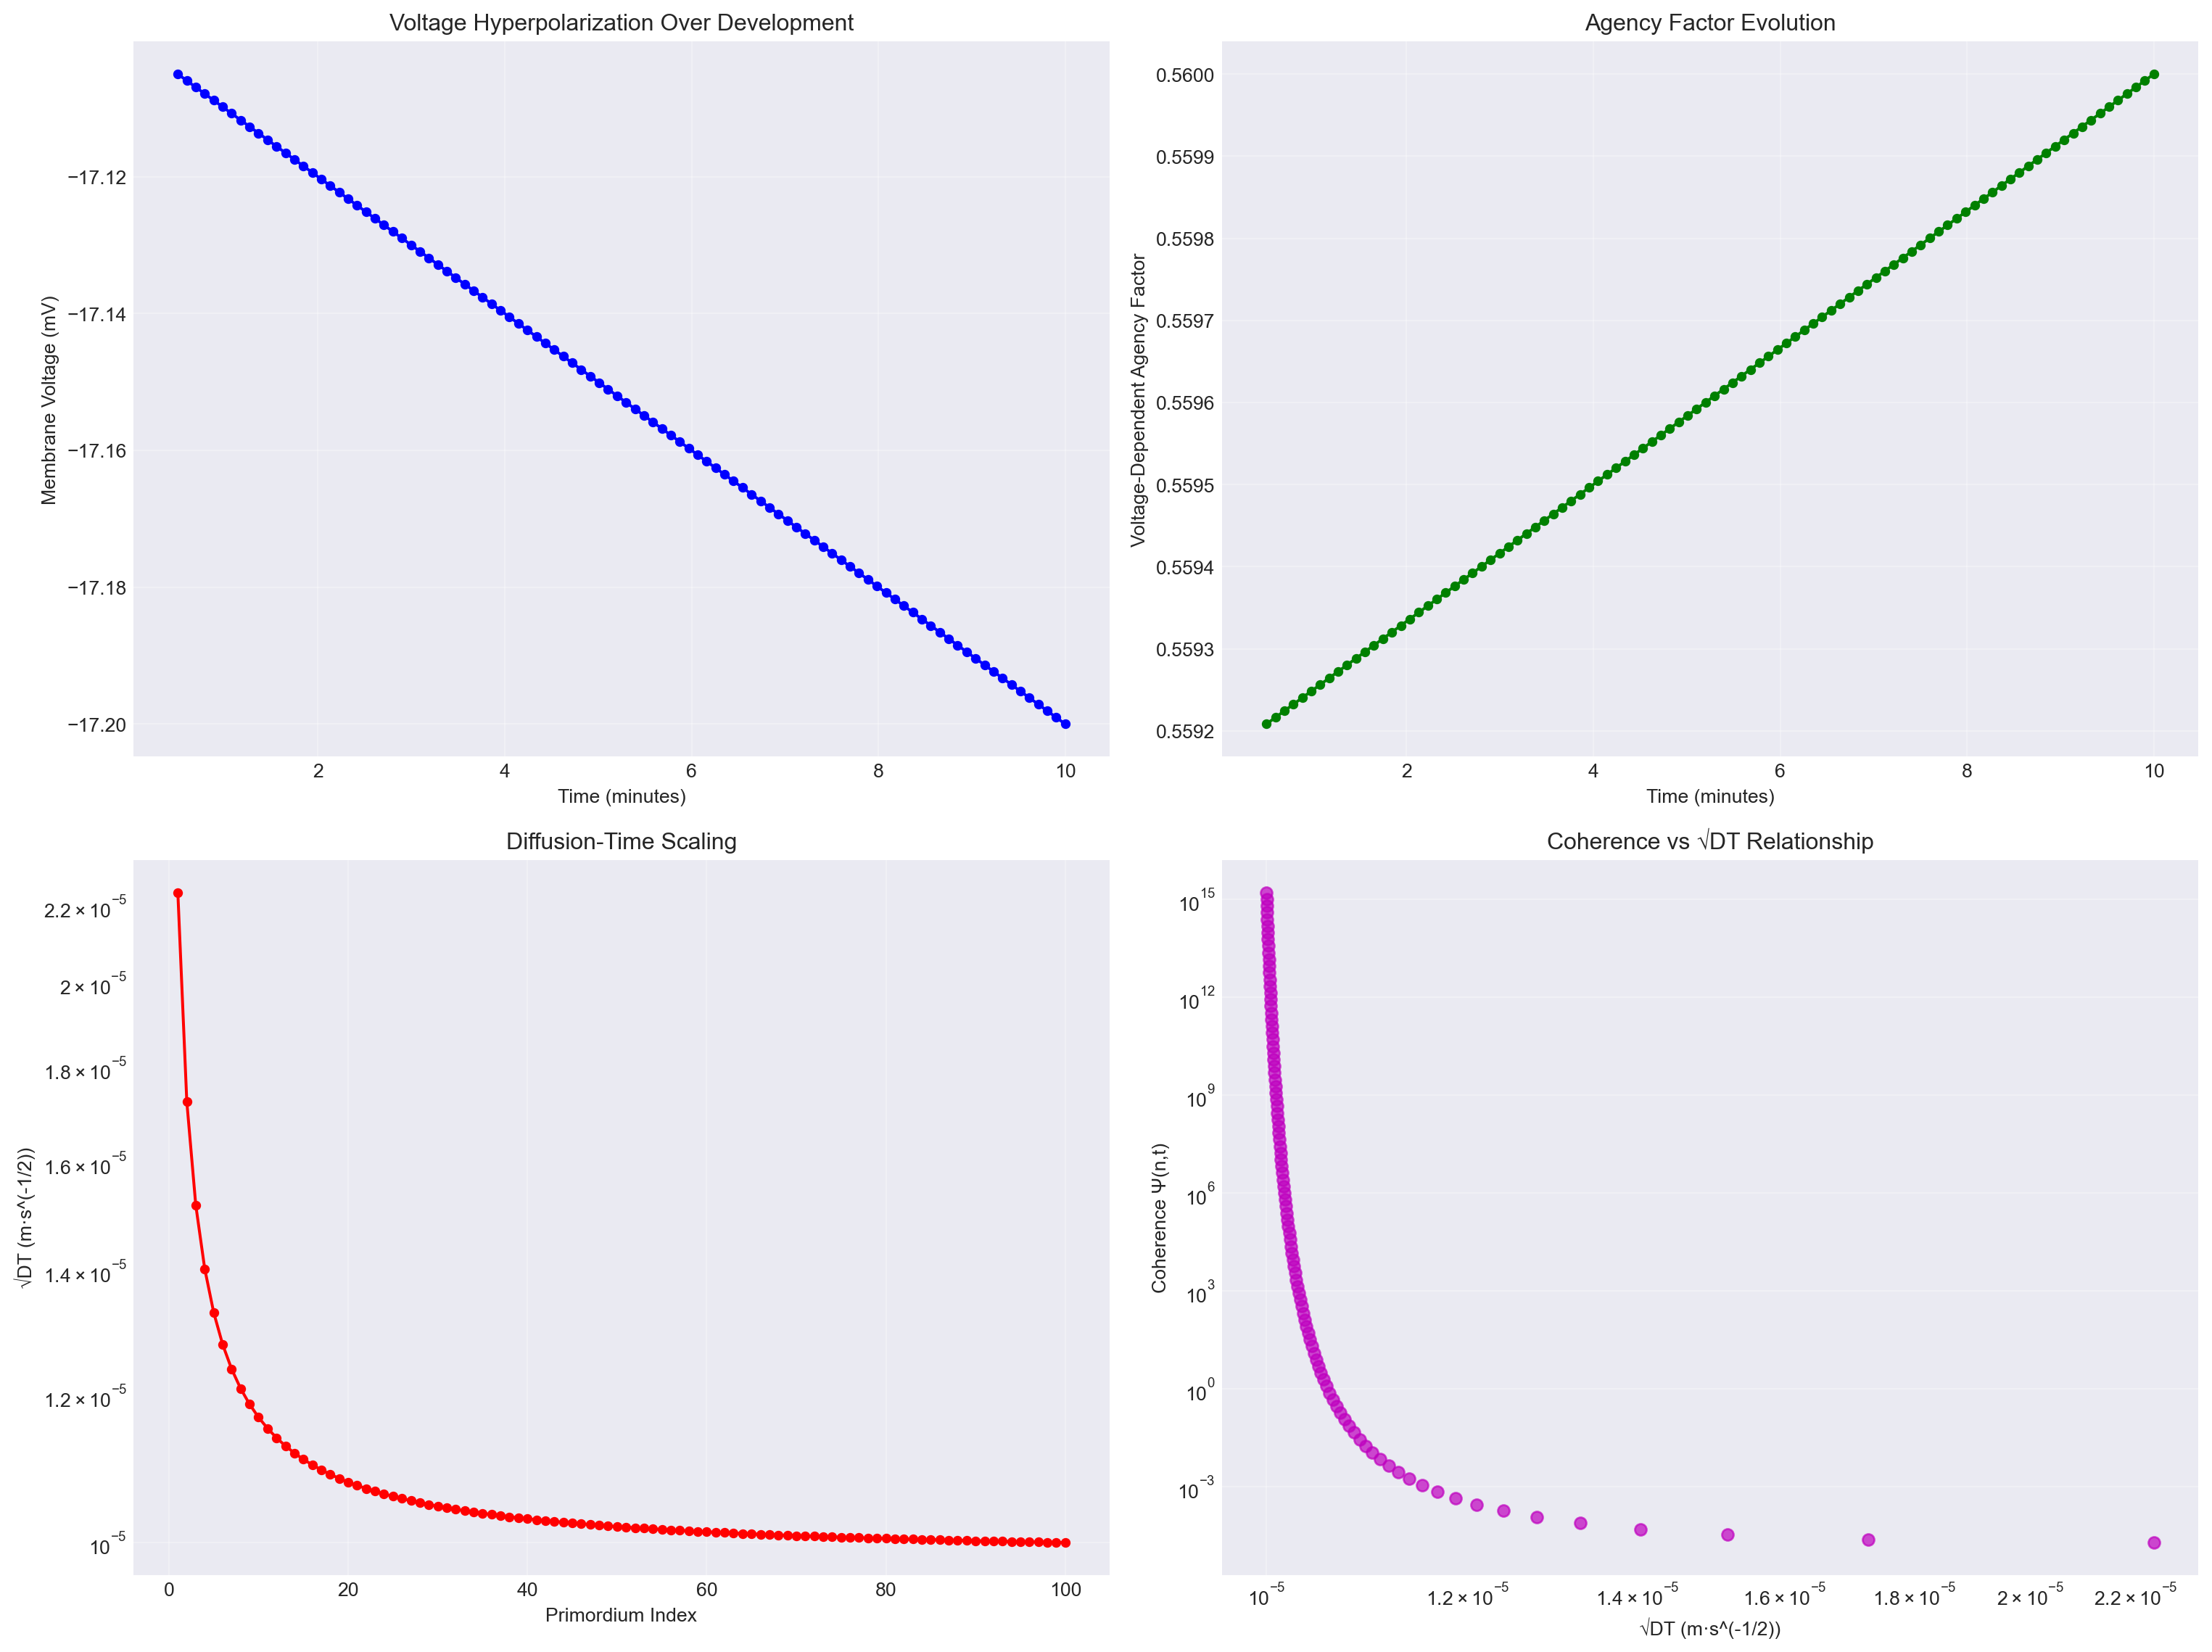 Voltage Hyperpolarization Over Development
Membrane Voltage (mV)
−17.12
−17.14
−17.16
−17.18
−17.20
2 4 6 8 10
Time (minutes)
Agency Factor Evolution
Voltage-Dependent Agency Factor
0.5600
0.5599
0.5598
0.5597
0.5596
0.5595
0.5594
0.5593
0.5592
2 4 6 8 10
Time (minutes)
Diffusion-Time Scaling
√DT (m·s^(-1/2))
2.2 × 10⁻⁵
2 × 10⁻⁵
1.8 × 10⁻⁵
1.6 × 10⁻⁵
1.4 × 10⁻⁵
1.2 × 10⁻⁵
10⁻⁵
0 20 40 60 80 100
Primordium Index
Coherence vs √DT Relationship
Coherence Ψ(n,t)
10¹⁵
10¹²
10⁹
10⁶
10³
10⁰
10⁻³
10⁻⁵ 1.2 × 10⁻⁵ 1.4 × 10⁻⁵ 1.6 × 10⁻⁵ 1.8 × 10⁻⁵ 2 × 10⁻⁵ 2.2 × 10⁻⁵
√DT (m·s^(-1/2))